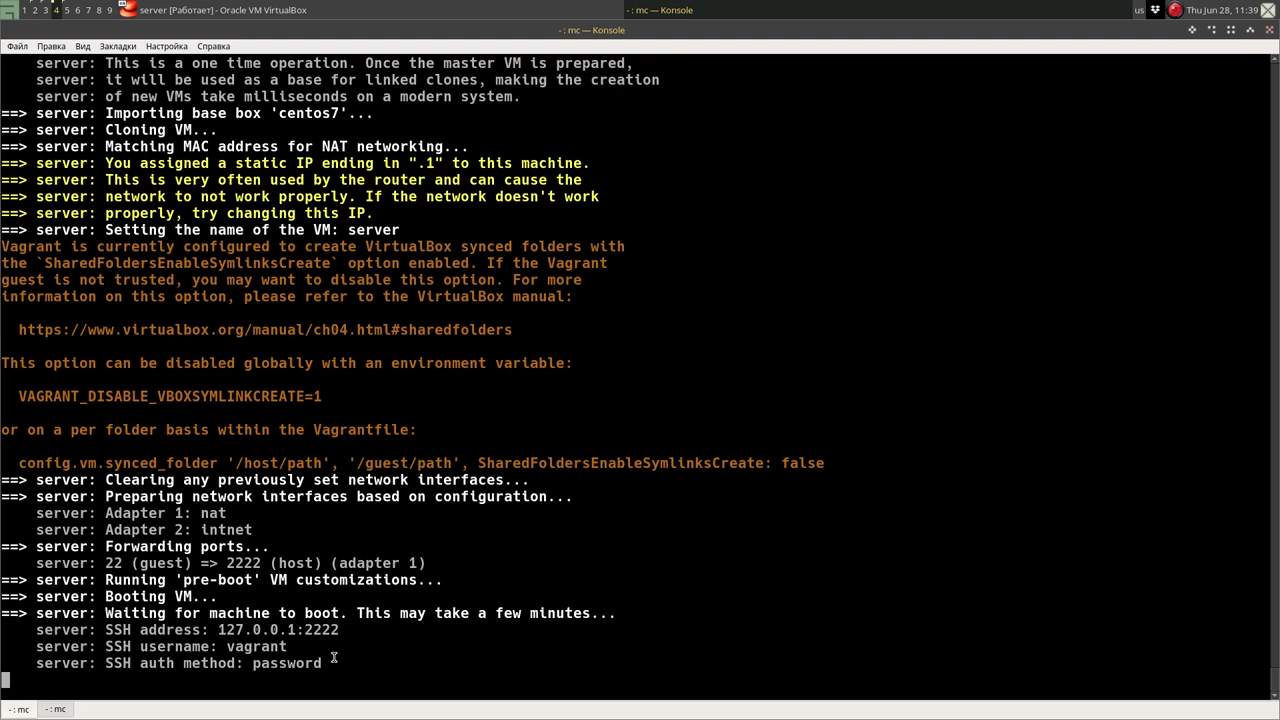 1 2 3 4 5 6 7 8 9 server [Работает] - Oracle VM VirtualBox - : mc — Konsole us Thu Jun 28, 11:39
- : mc — Konsole
Файл Правка Вид Закладки Настройка Справка
server: This is a one time operation. Once the master VM is prepared,
server: it will be used as a base for linked clones, making the creation
server: of new VMs take milliseconds on a modern system.
==> server: Importing base box 'centos7'...
==> server: Cloning VM...
==> server: Matching MAC address for NAT networking...
==> server: You assigned a static IP ending in ".1" to this machine.
==> server: This is very often used by the router and can cause the
==> server: network to not work properly. If the network doesn't work
==> server: properly, try changing this IP.
==> server: Setting the name of the VM: server
Vagrant is currently configured to create VirtualBox synced folders with
the `SharedFoldersEnableSymlinksCreate` option enabled. If the Vagrant
guest is not trusted, you may want to disable this option. For more
information on this option, please refer to the VirtualBox manual:
https://www.virtualbox.org/manual/ch04.html#sharedfolders
This option can be disabled globally with an environment variable:
VAGRANT_DISABLE_VBOXSYMLINKCREATE=1
or on a per folder basis within the Vagrantfile:
config.vm.synced_folder '/host/path', '/guest/path', SharedFoldersEnableSymlinksCreate: false
==> server: Clearing any previously set network interfaces...
==> server: Preparing network interfaces based on configuration...
server: Adapter 1: nat
server: Adapter 2: intnet
==> server: Forwarding ports...
server: 22 (guest) => 2222 (host) (adapter 1)
==> server: Running 'pre-boot' VM customizations...
==> server: Booting VM...
==> server: Waiting for machine to boot. This may take a few minutes...
server: SSH address: 127.0.0.1:2222
server: SSH username: vagrant
server: SSH auth method: password
- : mc - : mc